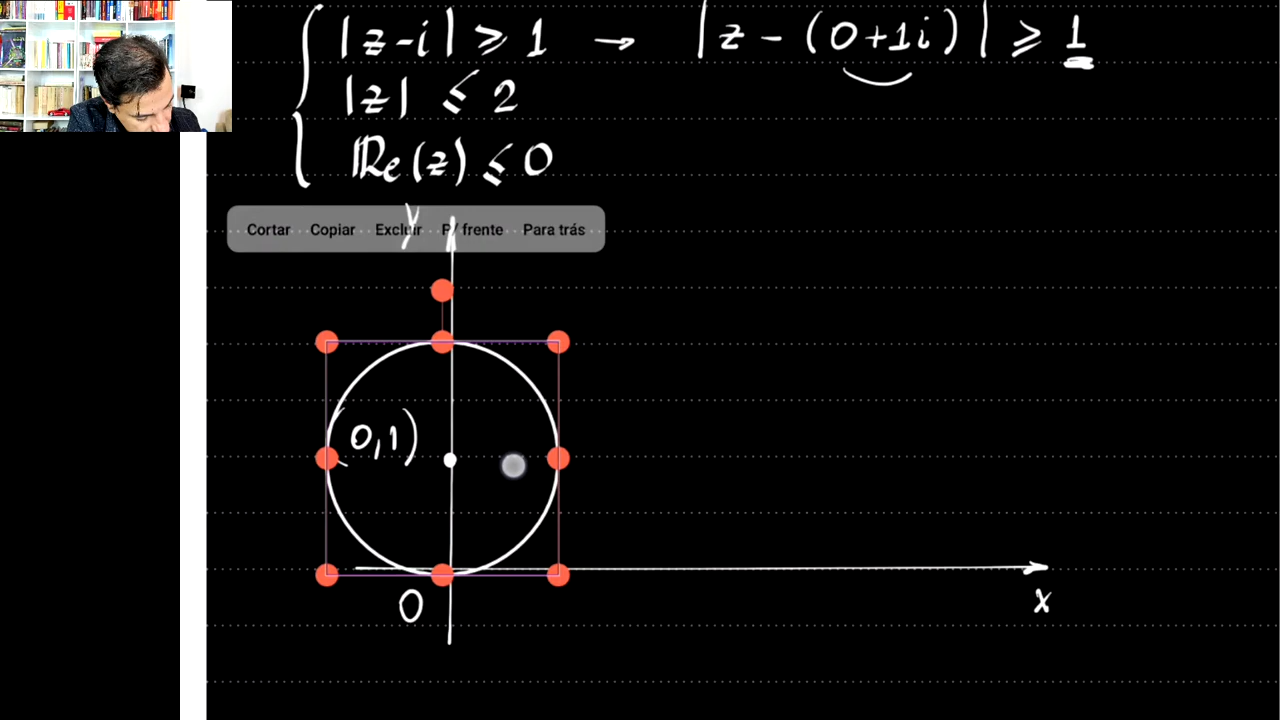 |z-i| ⩾ 1 → |z - (0+1i)| ⩾ 1
|z| ⩽ 2
Re(z) ⩽ 0
Cortar Copiar Excluir P/ frente Para trás
y
(0,1)
0
x